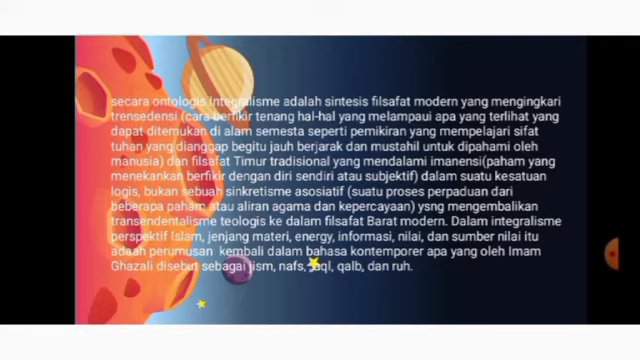 secara ontologis integralisme adalah sintesis filsafat modern yang mengingkari
trensedensi (cara berfikir tenang hal-hal yang melampaui apa yang terlihat yang
dapat ditemukan di alam semesta seperti pemikiran yang mempelajari sifat
tuhan yang dianggap begitu jauh berjarak dan mustahil untuk dipahami oleh
manusia) dan filsafat Timur tradisional yang mendalami imanensi(paham yang
menekankan berfikir dengan diri sendiri atau subjektif) dalam suatu kesatuan
logis, bukan sebuah sinkretisme asosiatif (suatu proses perpaduan dari
beberapa paham atau aliran agama dan kepercayaan) ysng mengembalikan
transendentalisme teologis ke dalam filsafat Barat modern. Dalam integralisme
perspektif Islam, jenjang materi, energy, informasi, nilai, dan sumber nilai itu
adaah perumusan kembali dalam bahasa kontemporer apa yang oleh Imam
Ghazali disebut sebagai jism, nafs, aql, qalb, dan ruh.